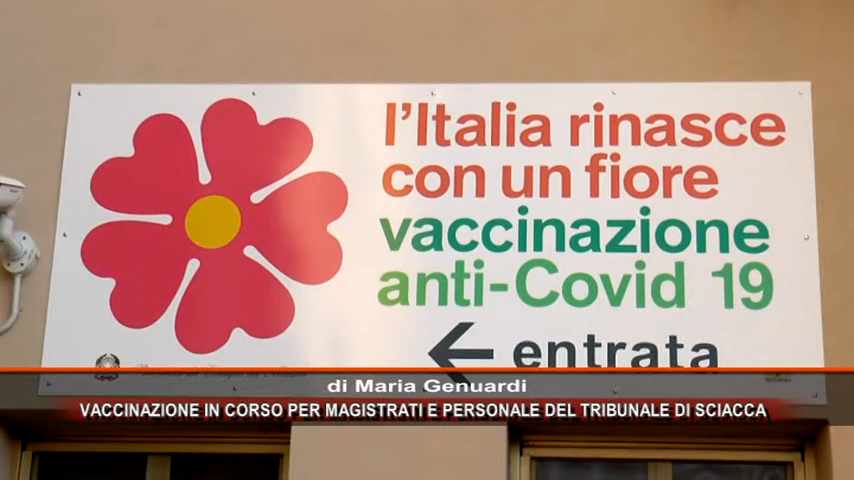 l'Italia rinasce
con un fiore
vaccinazione
anti-Covid 19
← entrata
di Maria Genuardi
VACCINAZIONE IN CORSO PER MAGISTRATI E PERSONALE DEL TRIBUNALE DI SCIACCA